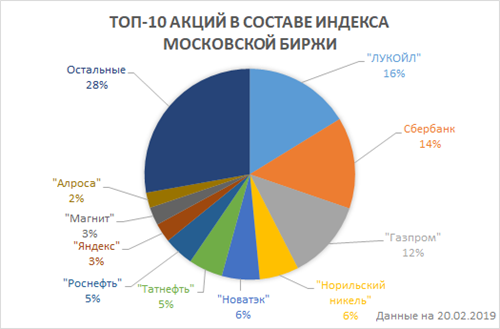 ТОП-10 АКЦИЙ В СОСТАВЕ ИНДЕКСА
МОСКОВСКОЙ БИРЖИ
"ЛУКОЙЛ"
16%
Сбербанк
14%
"Газпром"
12%
"Норильский
никель"
6%
"Новатэк"
6%
"Татнефть"
5%
"Роснефть"
5%
"Яндекс"
3%
"Магнит"
3%
"Алроса"
2%
Остальные
28%
Данные на 20.02.2019